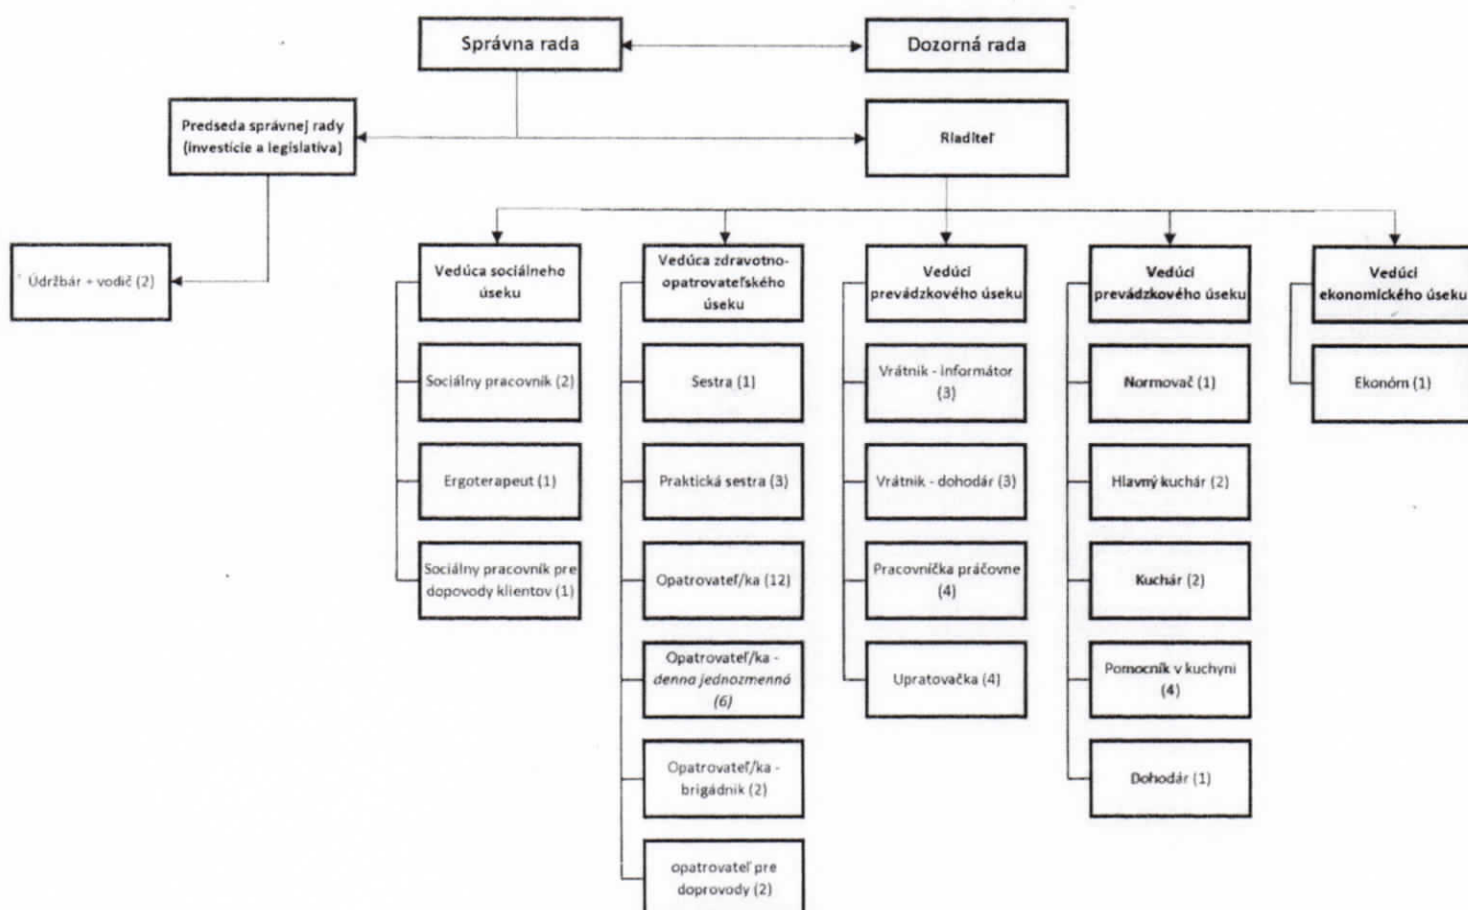 Správna rada
Dozorná rada
Predseda správnej rady
(investície a legislatíva)
Riaditeľ
Údržbár + vodič (2)
Vedúca sociálneho
úseku
Sociálny pracovník (2)
Ergoterapeut (1)
Sociálny pracovník pre
dopovody klientov (1)
Vedúca zdravotno-
opatrovateľského
úseku
Sestra (1)
Praktická sestra (3)
Opatrovateľ/ka (12)
Opatrovateľ/ka -
denna jednozmenná
(6)
Opatrovateľ/ka -
brigádnik (2)
opatrovateľ pre
doprovody (2)
Vedúci
prevádzkového úseku
Vrátnik - informátor
(3)
Vrátnik - dohodár (3)
Pracovníčka práčovne
(4)
Upratovačka (4)
Vedúci
prevádzkového úseku
Normovač (1)
Hlavný kuchár (2)
Kuchár (2)
Pomocník v kuchyni
(4)
Dohodár (1)
Vedúci
ekonomického úseku
Ekonóm (1)